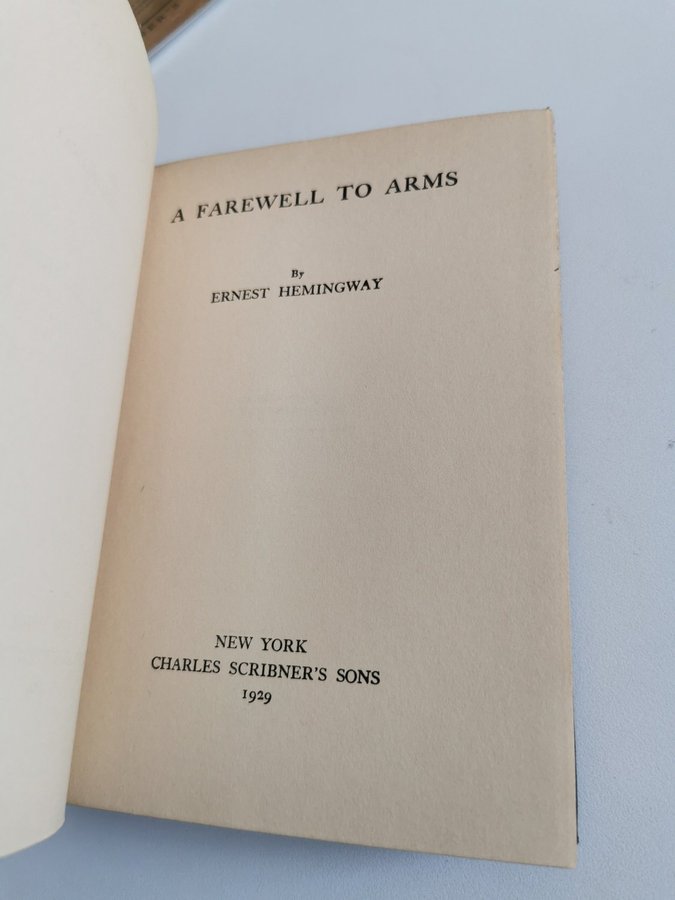 A FAREWELL TO ARMS
By
ERNEST HEMINGWAY
NEW YORK
CHARLES SCRIBNER'S SONS
1929